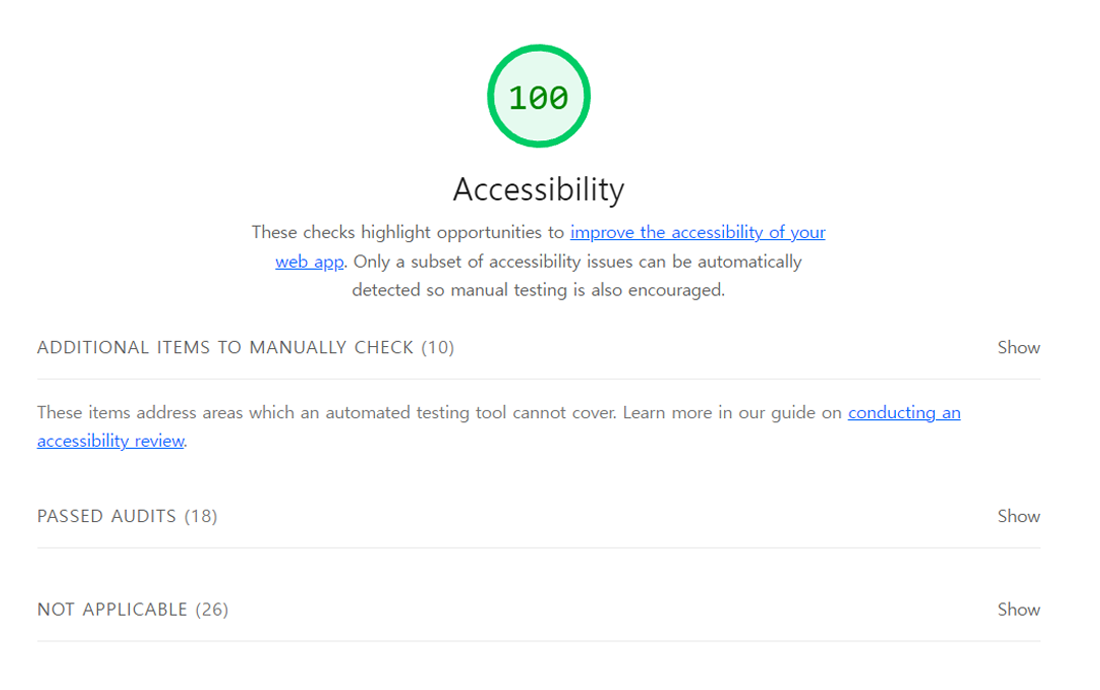 100
Accessibility
These checks highlight opportunities to improve the accessibility of your
web app. Only a subset of accessibility issues can be automatically
detected so manual testing is also encouraged.
ADDITIONAL ITEMS TO MANUALLY CHECK (10) Show
These items address areas which an automated testing tool cannot cover. Learn more in our guide on conducting an
accessibility review.
PASSED AUDITS (18) Show
NOT APPLICABLE (26) Show